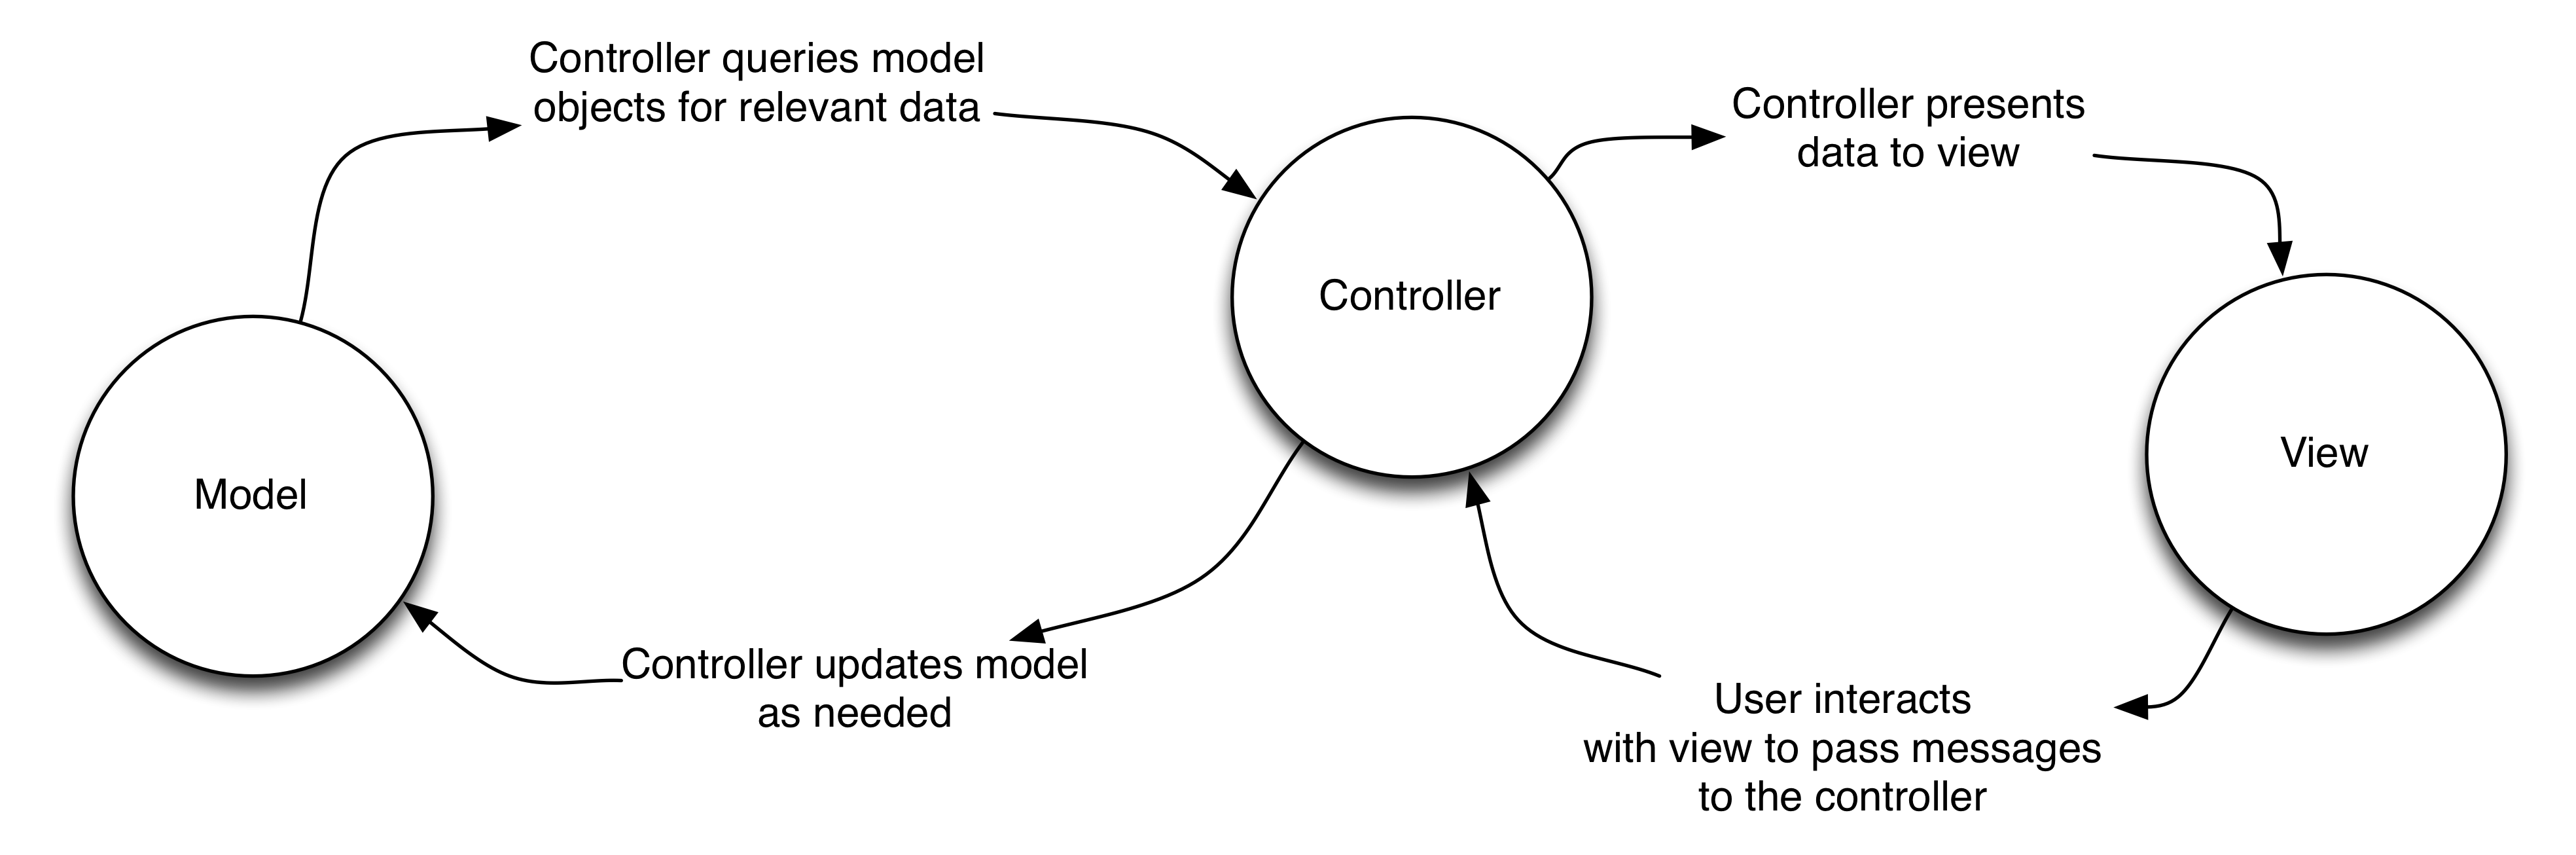 Controller queries model
objects for relevant data
Controller presents
data to view
Controller
View
Model
Controller updates model
as needed
User interacts
with view to pass messages
to the controller